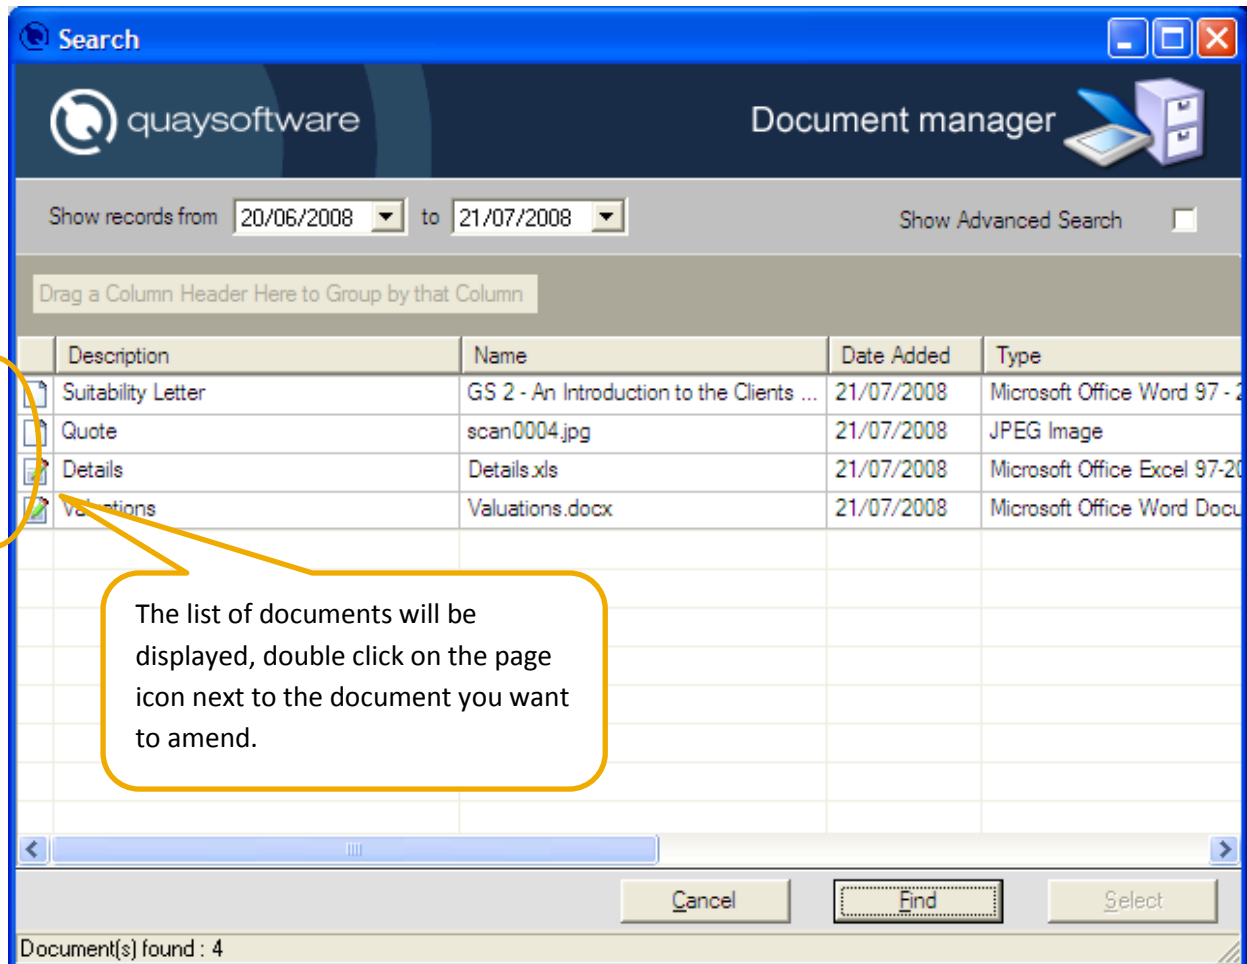 Search
quaysoftware
Document manager
Show records from 20/06/2008 to 21/07/2008 Show Advanced Search
Drag a Column Header Here to Group by that Column
Description Name Date Added Type
Suitability Letter GS 2 - An Introduction to the Clients ... 21/07/2008 Microsoft Office Word 97 - 2
Quote scan0004.jpg 21/07/2008 JPEG Image
Details Details.xls 21/07/2008 Microsoft Office Excel 97-20
Valuations Valuations.docx 21/07/2008 Microsoft Office Word Docu
The list of documents will be
displayed, double click on the page
icon next to the document you want
to amend.
Cancel Find Select
Document(s) found : 4